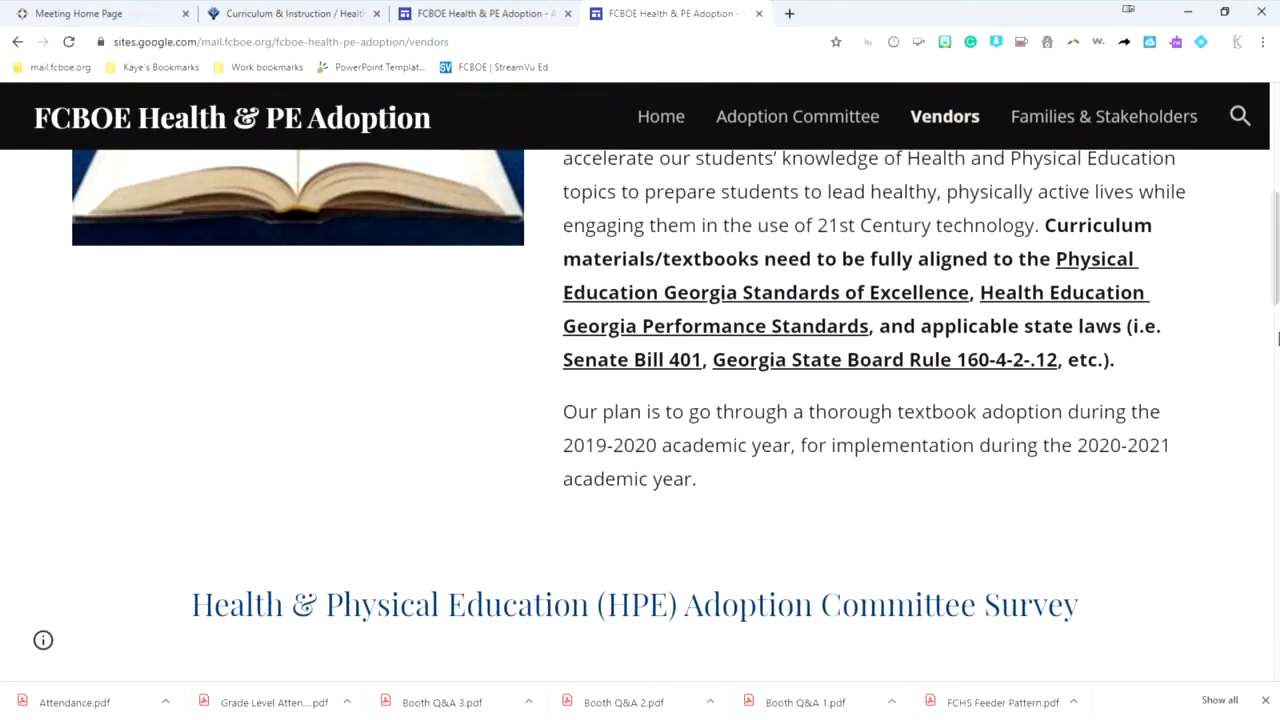 Meeting Home Page
Curriculum & Instruction / Healt
FCBOE Health & PE Adoption - A
FCBOE Health & PE Adoption -
sites.google.com/mail.fcboe.org/fcboe-health-pe-adoption/vendors
mail.fcboe.org
Kaye's Bookmarks
Work bookmarks
PowerPoint Templat...
SV FCBOE | StreamVu Ed
FCBOE Health & PE Adoption
Home
Adoption Committee
Vendors
Families & Stakeholders
accelerate our students' knowledge of Health and Physical Education
topics to prepare students to lead healthy, physically active lives while
engaging them in the use of 21st Century technology. Curriculum
materials/textbooks need to be fully aligned to the Physical
Education Georgia Standards of Excellence, Health Education
Georgia Performance Standards, and applicable state laws (i.e.
Senate Bill 401, Georgia State Board Rule 160-4-2-.12, etc.).
Our plan is to go through a thorough textbook adoption during the
2019-2020 academic year, for implementation during the 2020-2021
academic year.
Health & Physical Education (HPE) Adoption Committee Survey
Attendance.pdf
Grade Level Atten....pdf
Booth Q&A 3.pdf
Booth Q&A 2.pdf
Booth Q&A 1.pdf
FCHS Feeder Pattern.pdf
Show all